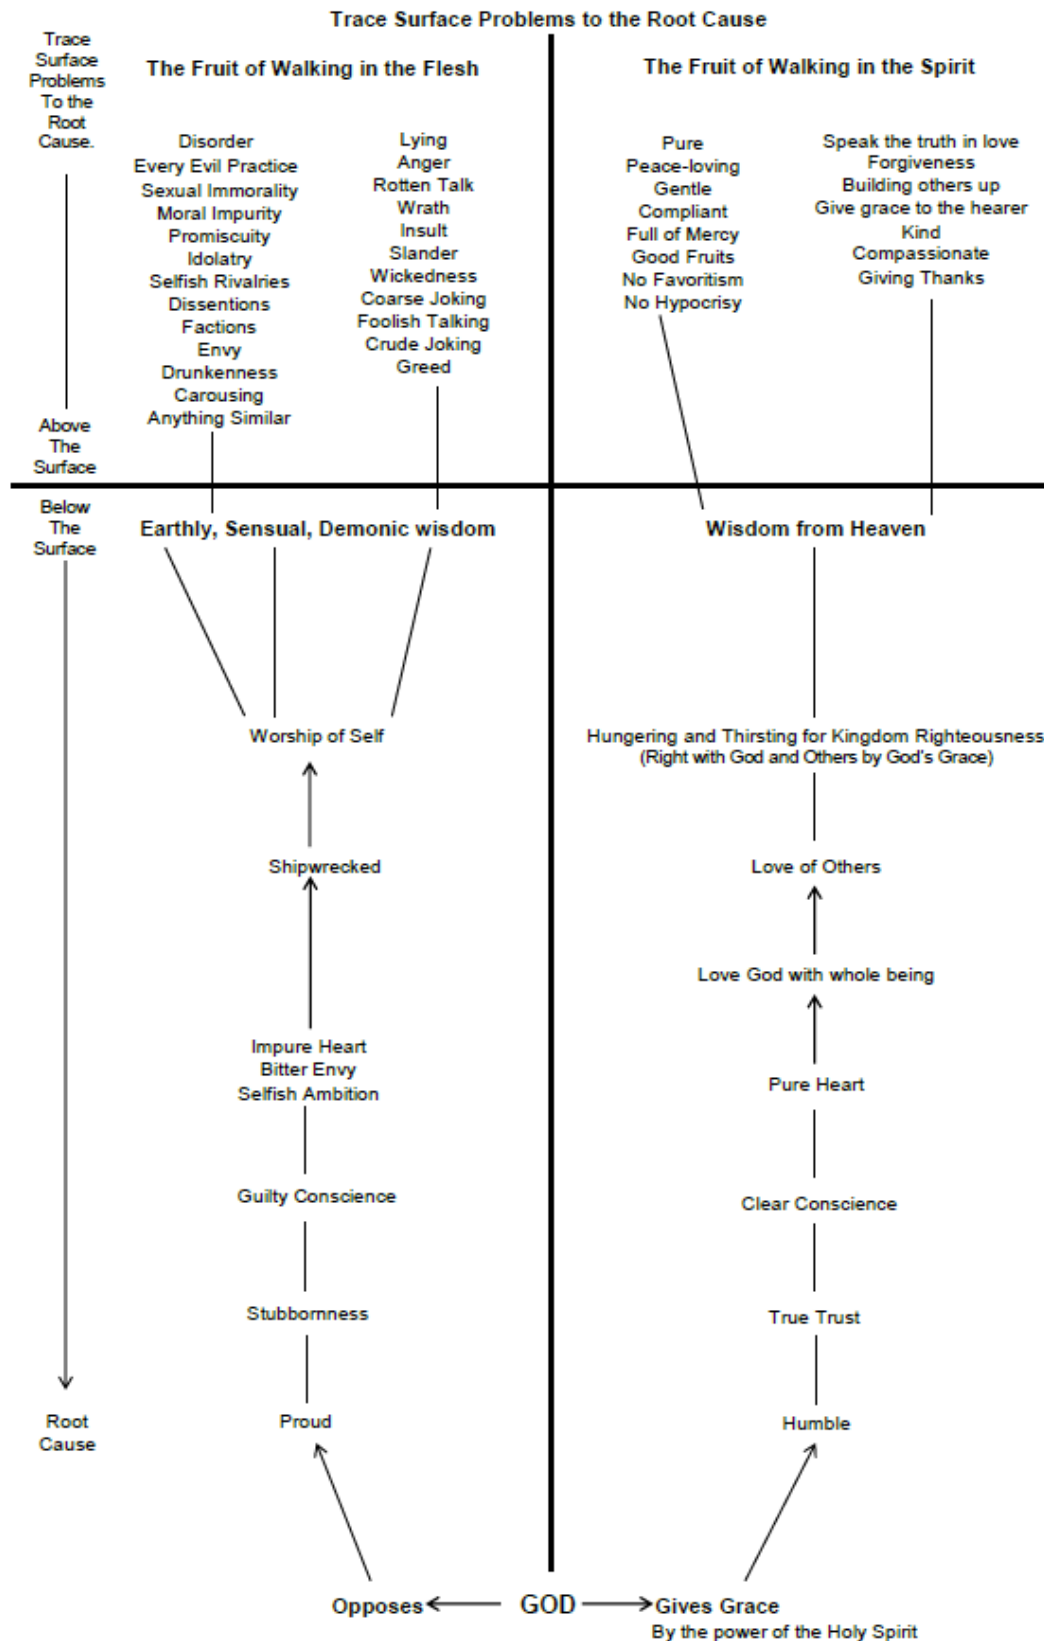 Trace Surface Problems to the Root Cause
Trace
Surface
Problems
To the
Root
Cause.
The Fruit of Walking in the Flesh
Disorder
Every Evil Practice
Sexual Immorality
Moral Impurity
Promiscuity
Idolatry
Selfish Rivalries
Dissentions
Factions
Envy
Drunkenness
Carousing
Anything Similar
Lying
Anger
Rotten Talk
Wrath
Insult
Slander
Wickedness
Coarse Joking
Foolish Talking
Crude Joking
Greed
The Fruit of Walking in the Spirit
Pure
Peace-loving
Gentle
Compliant
Full of Mercy
Good Fruits
No Favoritism
No Hypocrisy
Speak the truth in love
Forgiveness
Building others up
Give grace to the hearer
Kind
Compassionate
Giving Thanks
Above
The
Surface
Below
The
Surface
Earthly, Sensual, Demonic wisdom
Wisdom from Heaven
Worship of Self
Hungering and Thirsting for Kingdom Righteousness
(Right with God and Others by God's Grace)
Shipwrecked
Love of Others
Love God with whole being
Impure Heart
Bitter Envy
Selfish Ambition
Pure Heart
Guilty Conscience
Clear Conscience
Stubbornness
True Trust
Root
Cause
Proud
Humble
Opposes
GOD
Gives Grace
By the power of the Holy Spirit